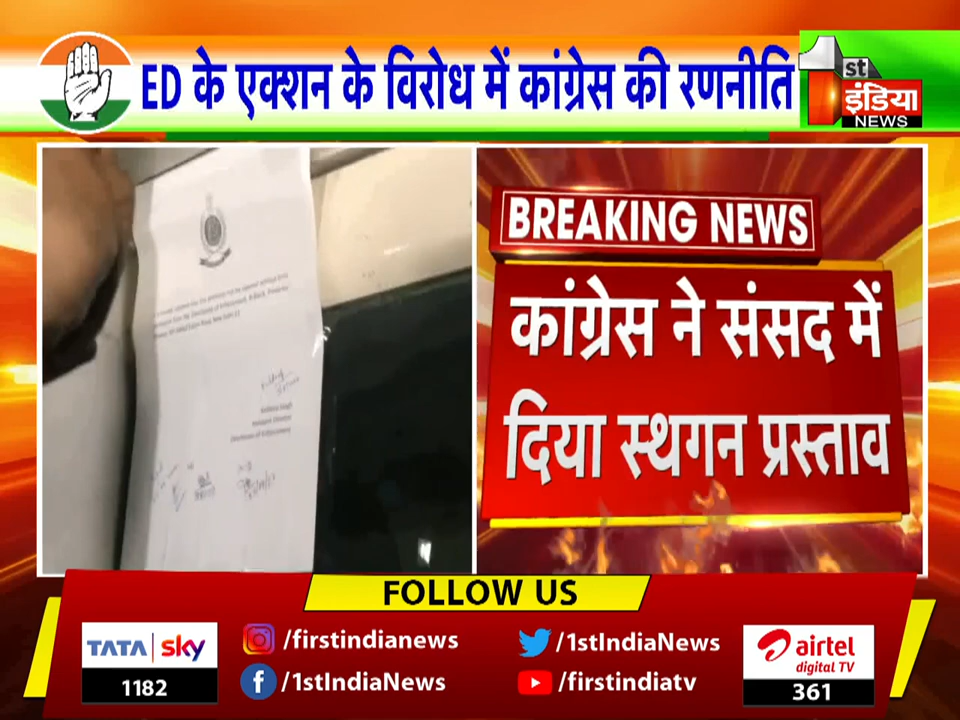 ED के एक्शन के विरोध में कांग्रेस की रणनीति
1st
इंडिया
NEWS
BREAKING NEWS
कांग्रेस ने संसद में
दिया स्थगन प्रस्ताव
FOLLOW US
TATA sky
1182
/firstindianews
/1stIndiaNews
/1stIndiaNews
/firstindiatv
airtel
digital TV
361